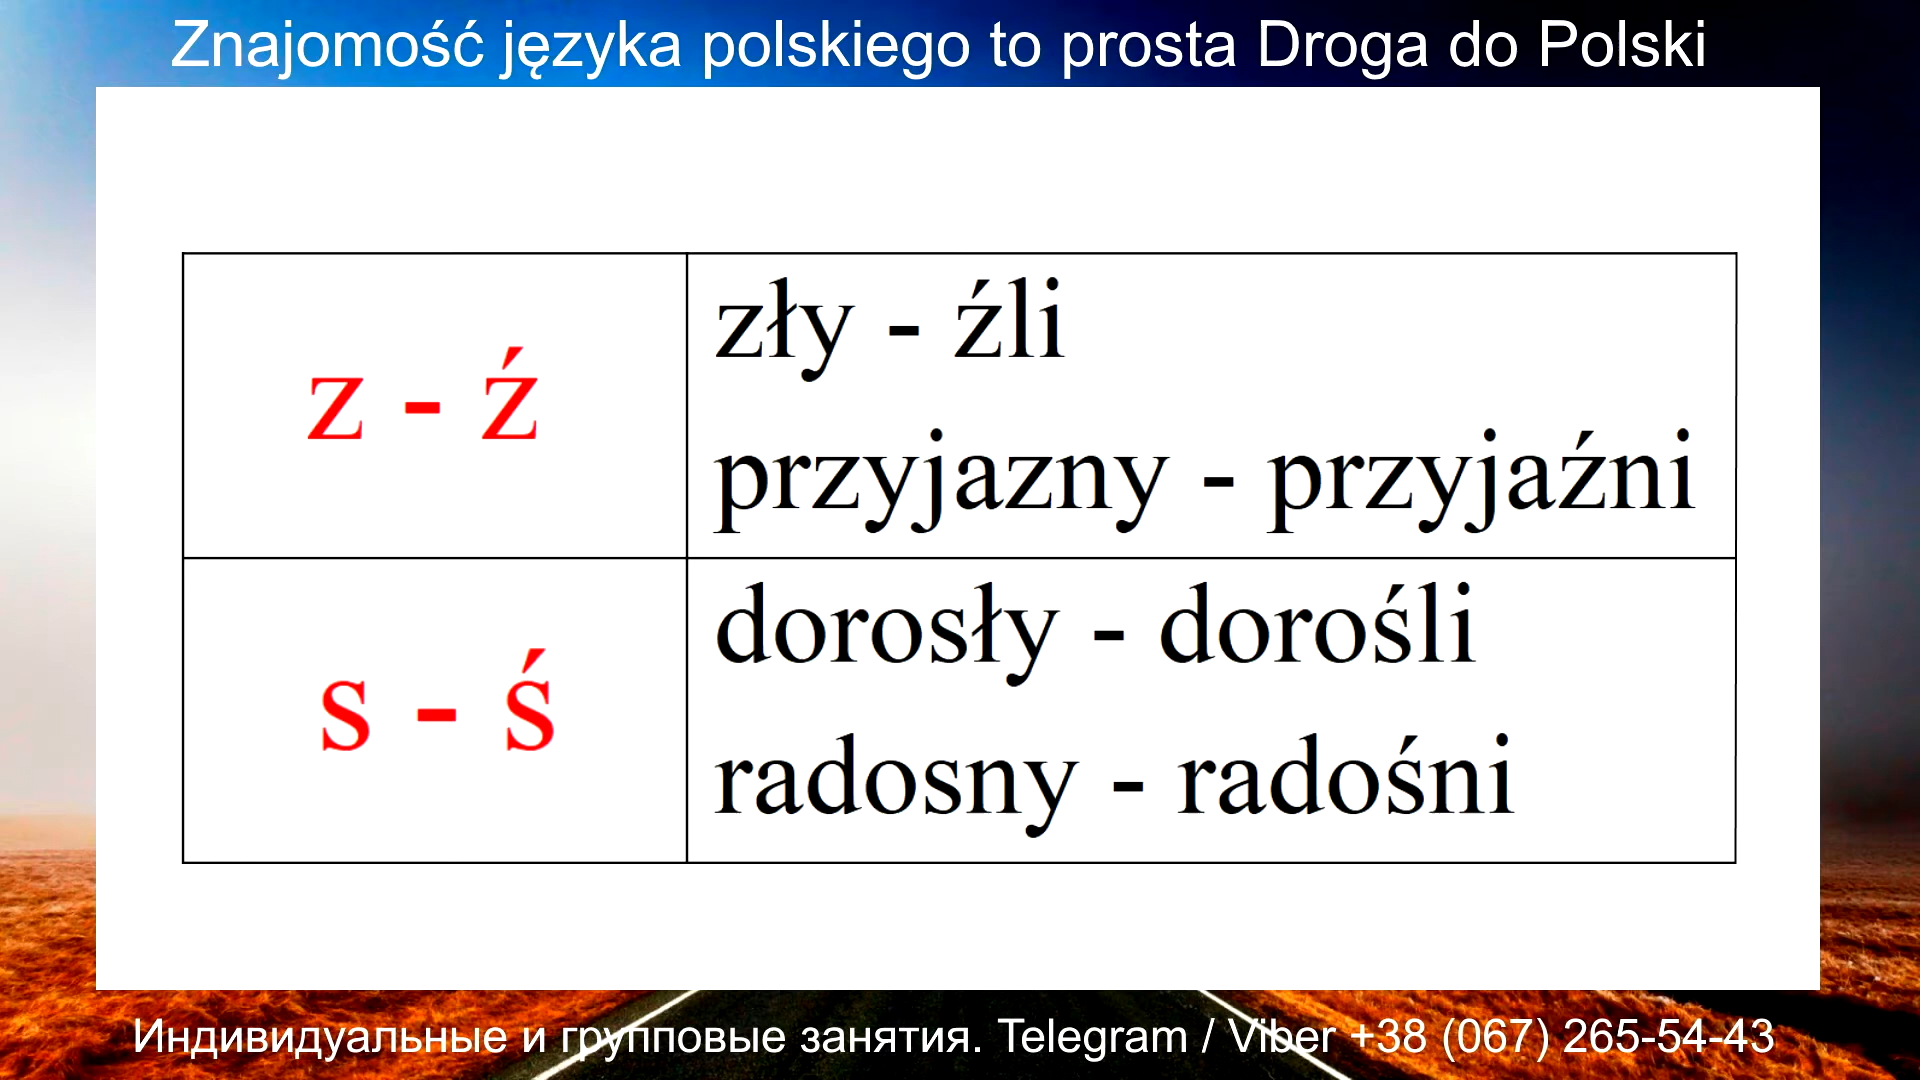 Znajomość języka polskiego to prosta Droga do Polski
z - ź
zły - źli
przyjazny - przyjaźni
s - ś
dorosły - dorośli
radosny - radośni
Индивидуальные и групповые занятия. Telegram / Viber +38 (067) 265-54-43